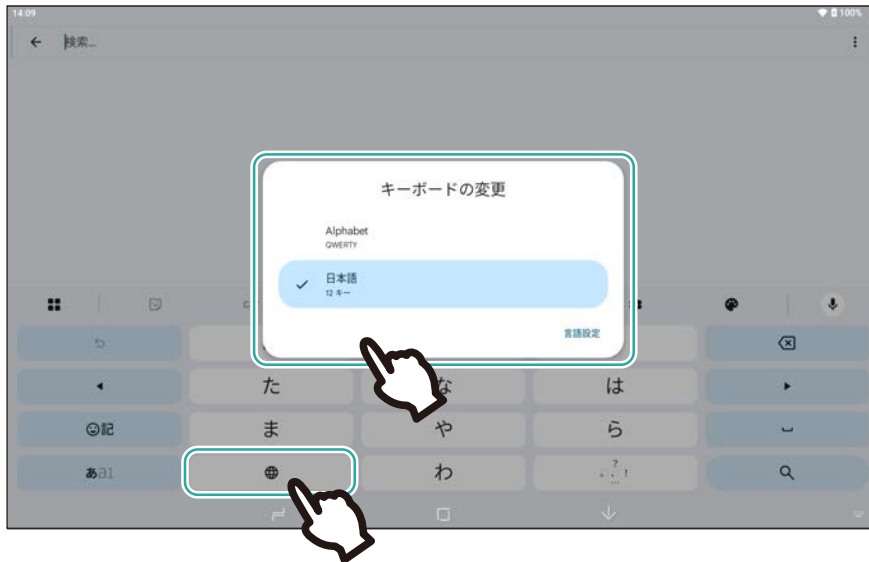 14:09
100%
検索...
キーボードの変更
Alphabet
QWERTY
日本語
12 キー
言語設定
た
な
は
記
ま
や
ら
あa1
わ
。、?!…